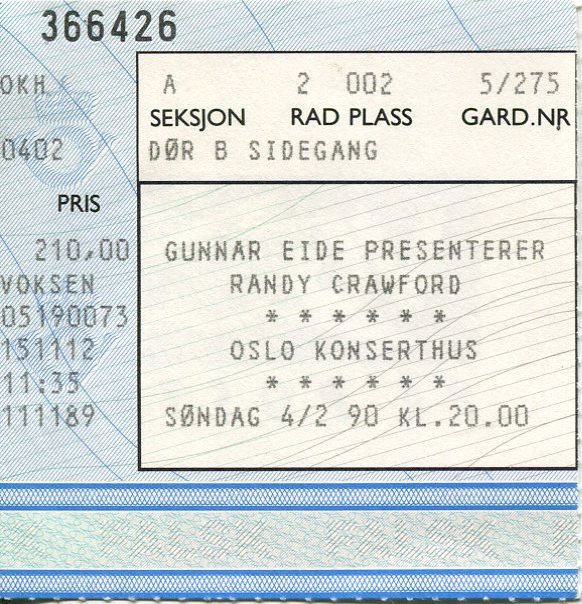 366426
OKH A 2 002 5/275
SEKSJON RAD PLASS GARD.NR
0402 DØR B SIDEGANG
PRIS
210,00 GUNNAR EIDE PRESENTERER
VOKSEN RANDY CRAWFORD
05190073 * * * * * *
151112 OSLO KONSERTHUS
11:35 * * * * * *
111189 SØNDAG 4/2 90 KL.20.00